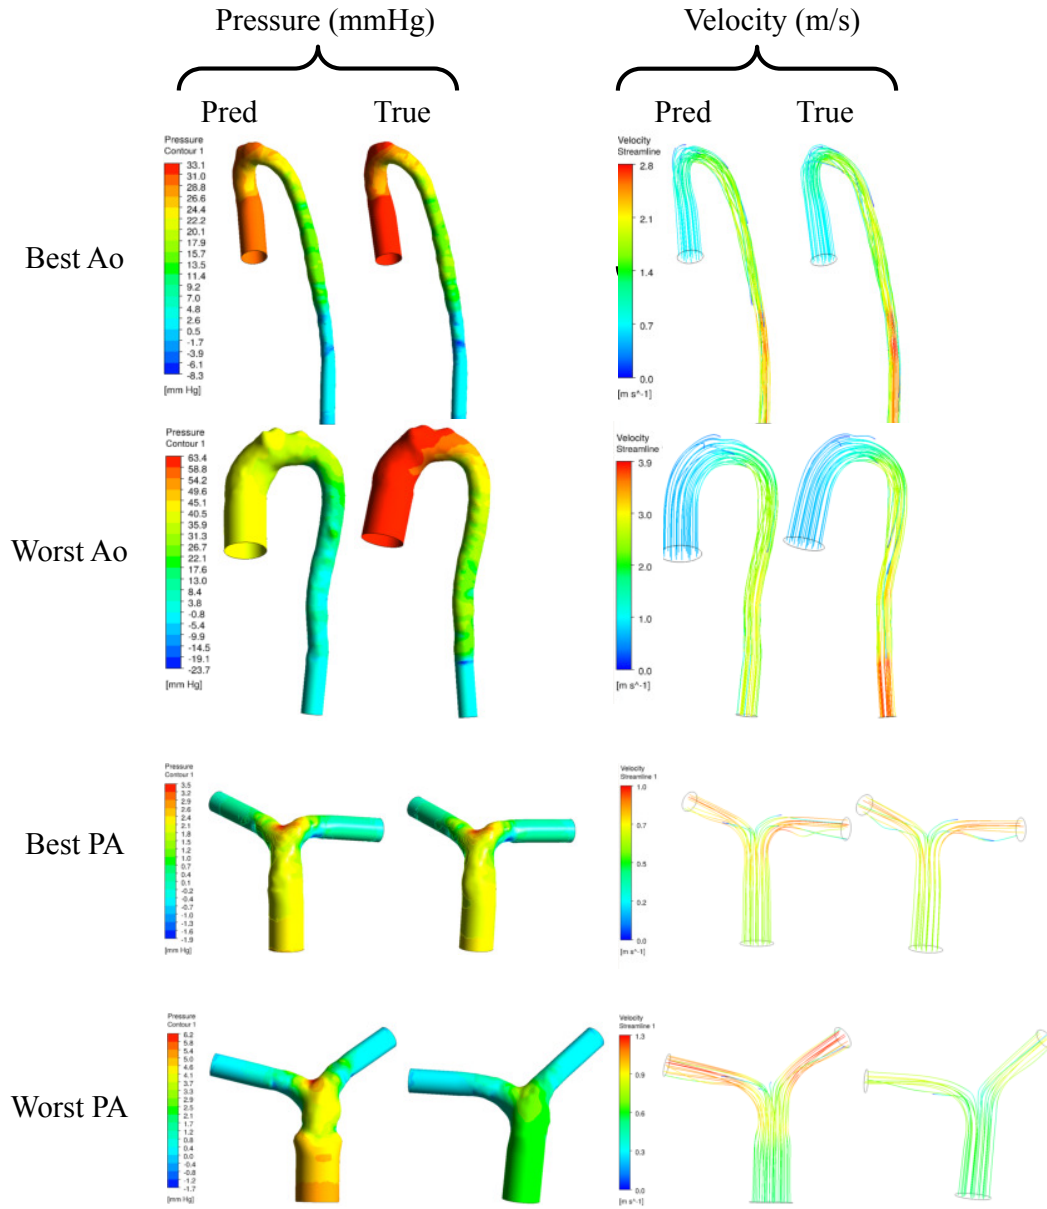 Pressure (mmHg)
Velocity (m/s)
Pred
True
Pred
True
Best Ao
Pressure
Contour 1
33.1
31.0
28.8
26.6
24.4
22.2
20.1
17.9
15.7
13.5
11.4
9.2
7.0
4.8
2.6
0.5
-1.7
-3.9
-6.1
-8.3
[mm Hg]
Velocity
Streamline
2.8
2.1
1.4
0.7
0.0
[m s^-1]
Worst Ao
Pressure
Contour 1
63.4
58.8
54.2
49.6
45.1
40.5
35.9
31.3
26.7
22.1
17.6
13.0
8.4
3.8
-0.8
-5.4
-9.9
-14.5
-19.1
-23.7
[mm Hg]
Velocity
Streamline
3.9
3.0
2.0
1.0
0.0
[m s^-1]
Best PA
Pressure
Contour 1
3.5
3.2
2.9
2.6
2.4
2.1
1.8
1.5
1.2
1.0
0.7
0.4
0.1
-0.2
-0.4
-0.7
-1.0
-1.3
-1.6
-1.9
[mm Hg]
Velocity
Streamline 1
1.0
0.7
0.5
0.2
0.0
[m s^-1]
Worst PA
Pressure
Contour 1
6.2
5.8
5.4
5.0
4.6
4.1
3.7
3.3
2.9
2.5
2.1
1.7
1.2
0.8
0.4
0.0
-0.4
-0.8
-1.2
-1.7
[mm Hg]
Velocity
Streamline 1
1.3
0.9
0.6
0.3
0.0
[m s^-1]